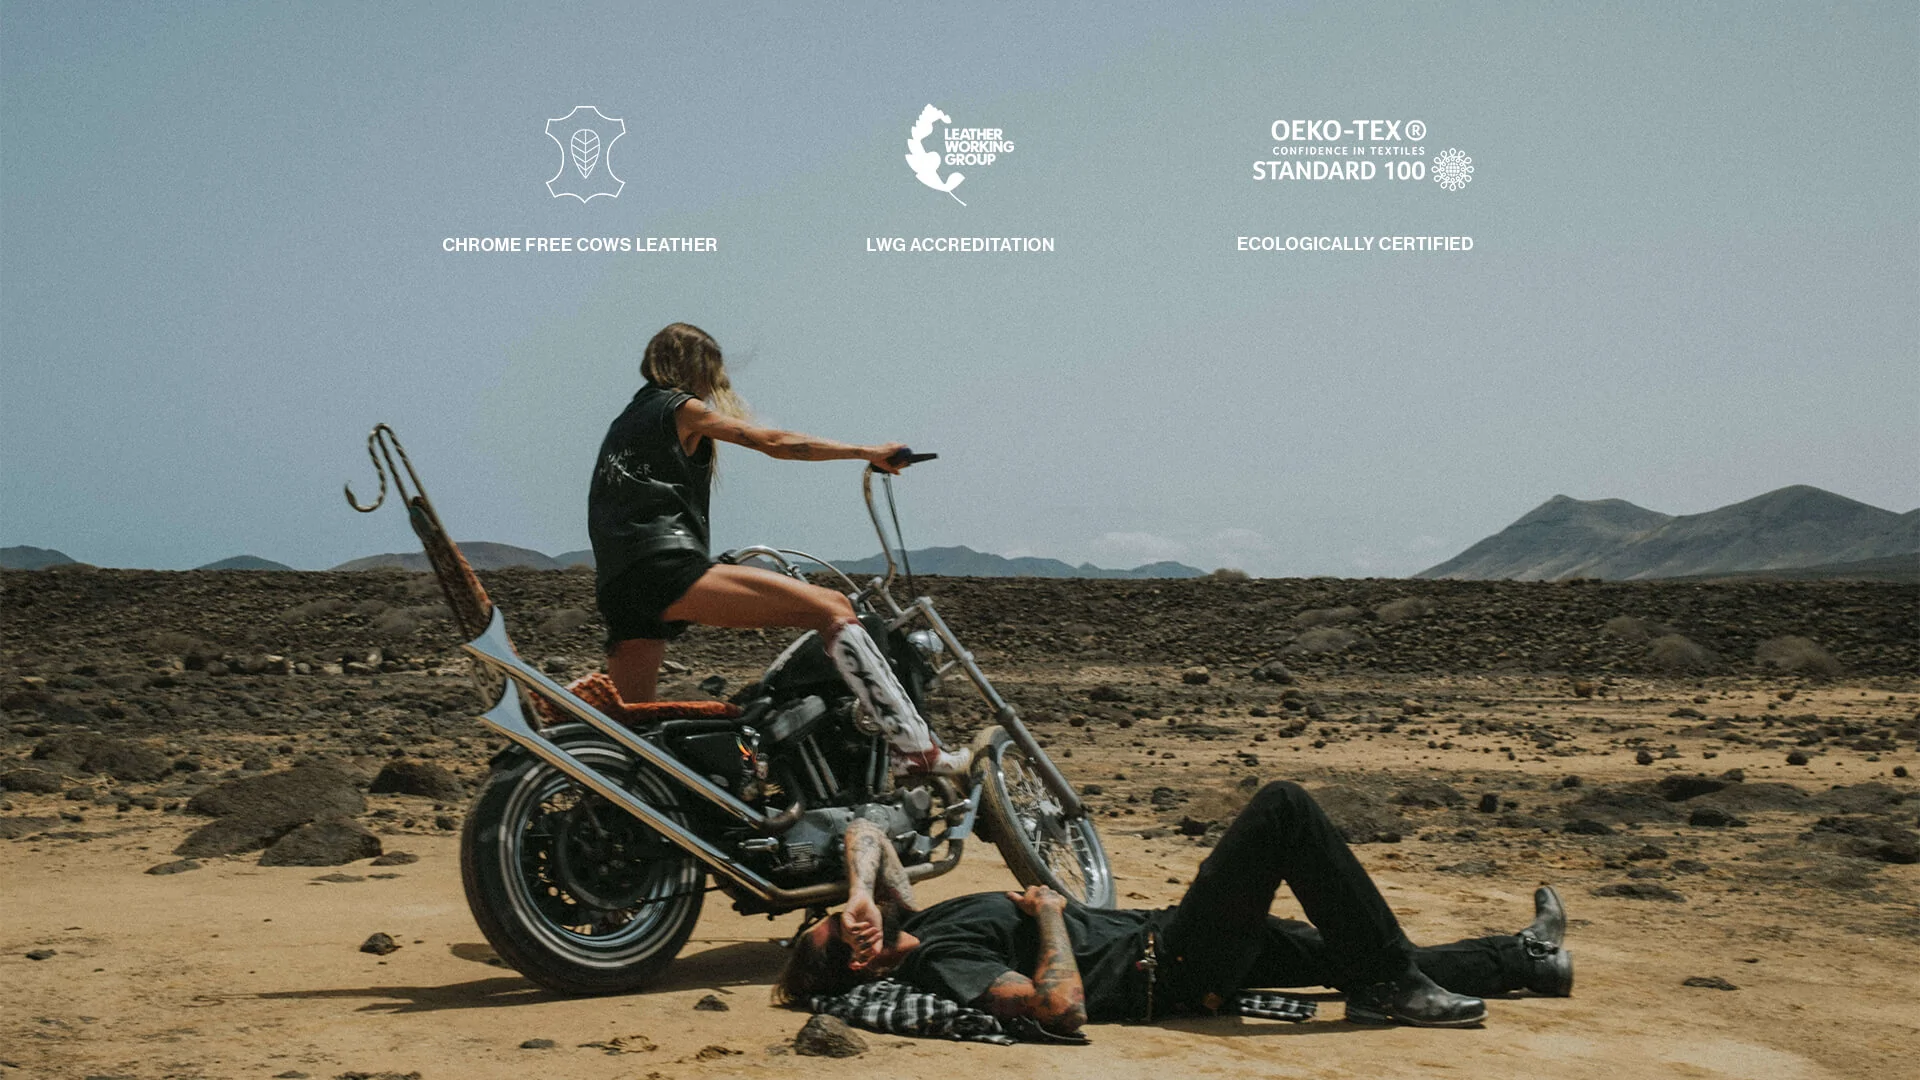 LEATHER
WORKING
GROUP
OEKO-TEX®
CONFIDENCE IN TEXTILES
STANDARD 100
CHROME FREE COWS LEATHER
LWG ACCREDITATION
ECOLOGICALLY CERTIFIED